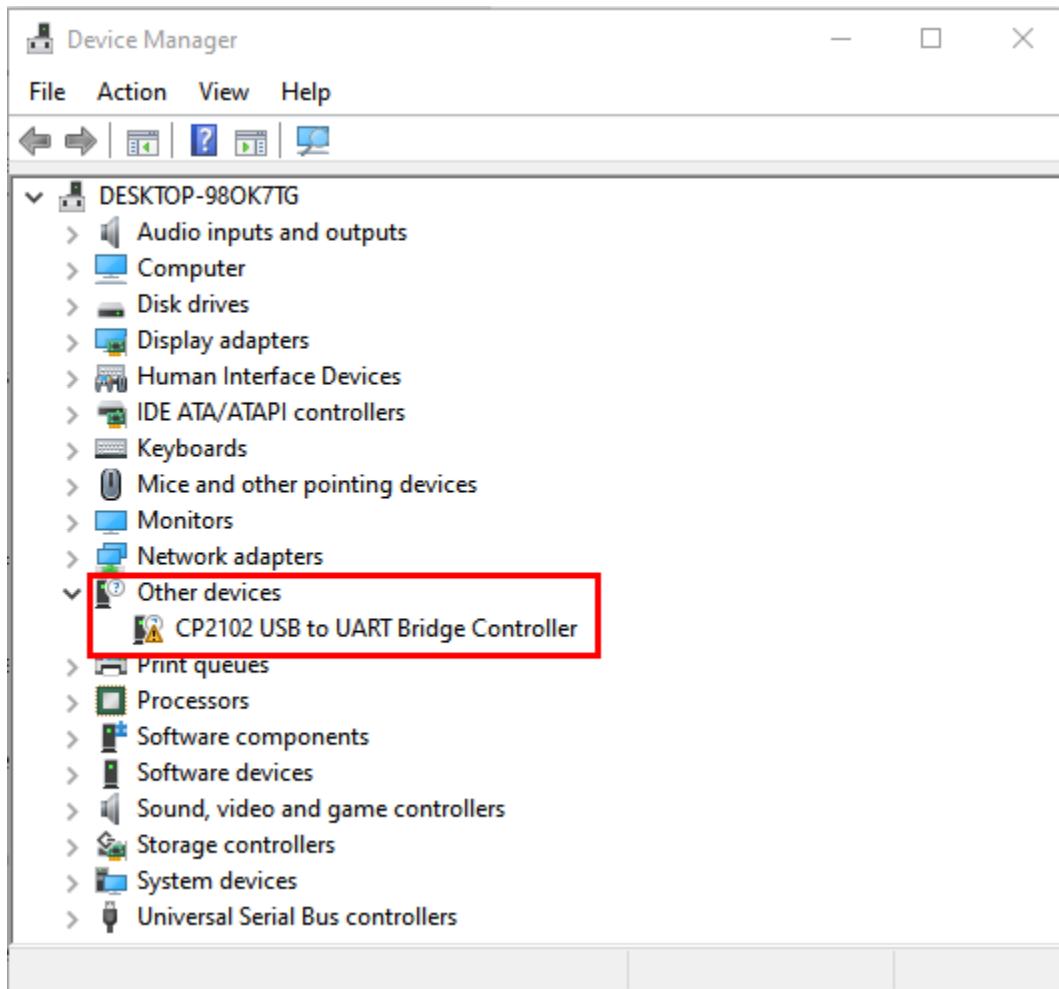 Device Manager
File Action View Help
DESKTOP-98OK7TG
Audio inputs and outputs
Computer
Disk drives
Display adapters
Human Interface Devices
IDE ATA/ATAPI controllers
Keyboards
Mice and other pointing devices
Monitors
Network adapters
Other devices
CP2102 USB to UART Bridge Controller
Print queues
Processors
Software components
Software devices
Sound, video and game controllers
Storage controllers
System devices
Universal Serial Bus controllers